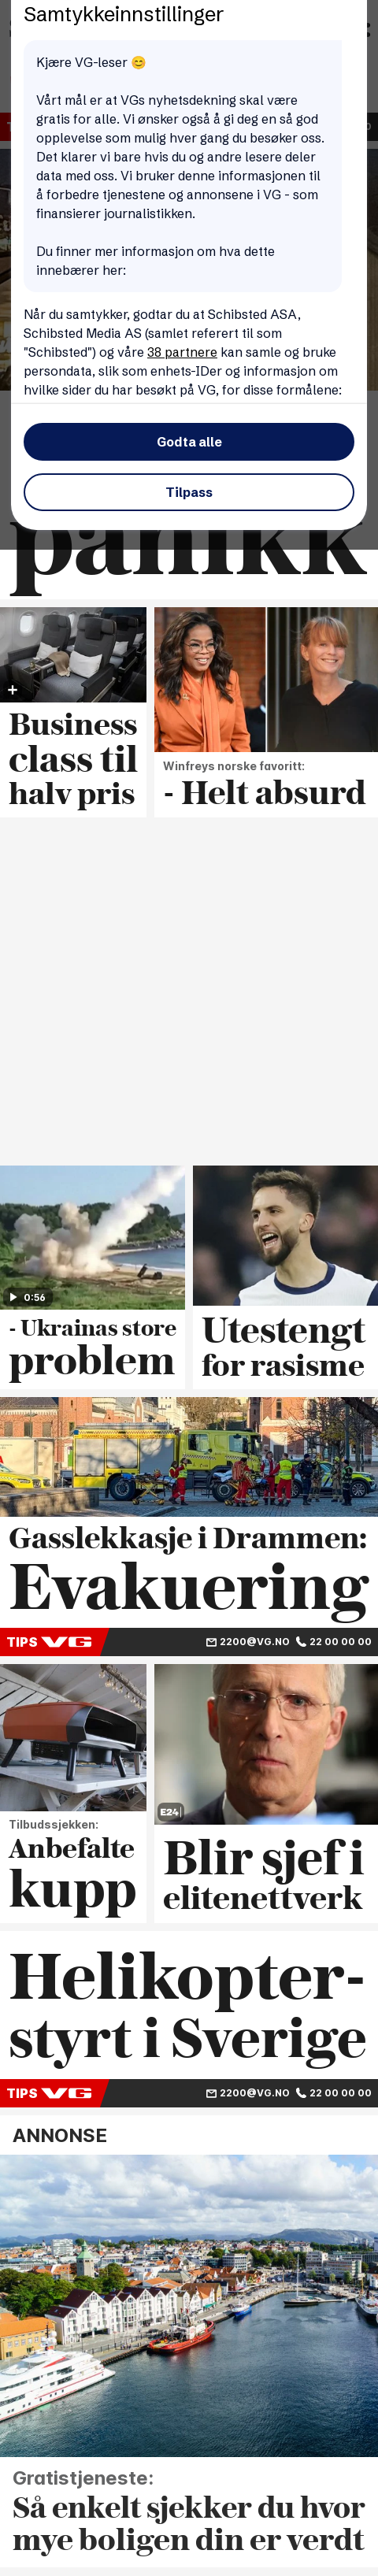 Samtykkeinnstillinger
Kjære VG-leser 😊
Vårt mål er at VGs nyhetsdekning skal være
gratis for alle. Vi ønsker også å gi deg en så god
opplevelse som mulig hver gang du besøker oss.
Det klarer vi bare hvis du og andre lesere deler
data med oss. Vi bruker denne informasjonen til
å forbedre tjenestene og annonsene i VG - som
finansierer journalistikken.
Du finner mer informasjon om hva dette
innebærer her:
Når du samtykker, godtar du at Schibsted ASA,
Schibsted Media AS (samlet referert til som
"Schibsted") og våre 38 partnere kan samle og bruke
persondata, slik som enhets-IDer og informasjon om
hvilke sider du har besøkt på VG, for disse formålene:
Godta alle
Tilpass
panikk
Business
class til
halv pris
Winfreys norske favoritt:
- Helt absurd
0:56
- Ukrainas store
problem
Utestengt
for rasisme
Gasslekkasje i Drammen:
Evakuering
TIPS VG 2200@VG.NO 22 00 00 00
Tilbudssjekken:
Anbefalte
kupp
E24
Blir sjef i
elitenettverk
Helikopter-
styrt i Sverige
TIPS VG 2200@VG.NO 22 00 00 00
ANNONSE
Gratistjeneste:
Så enkelt sjekker du hvor
mye boligen din er verdt